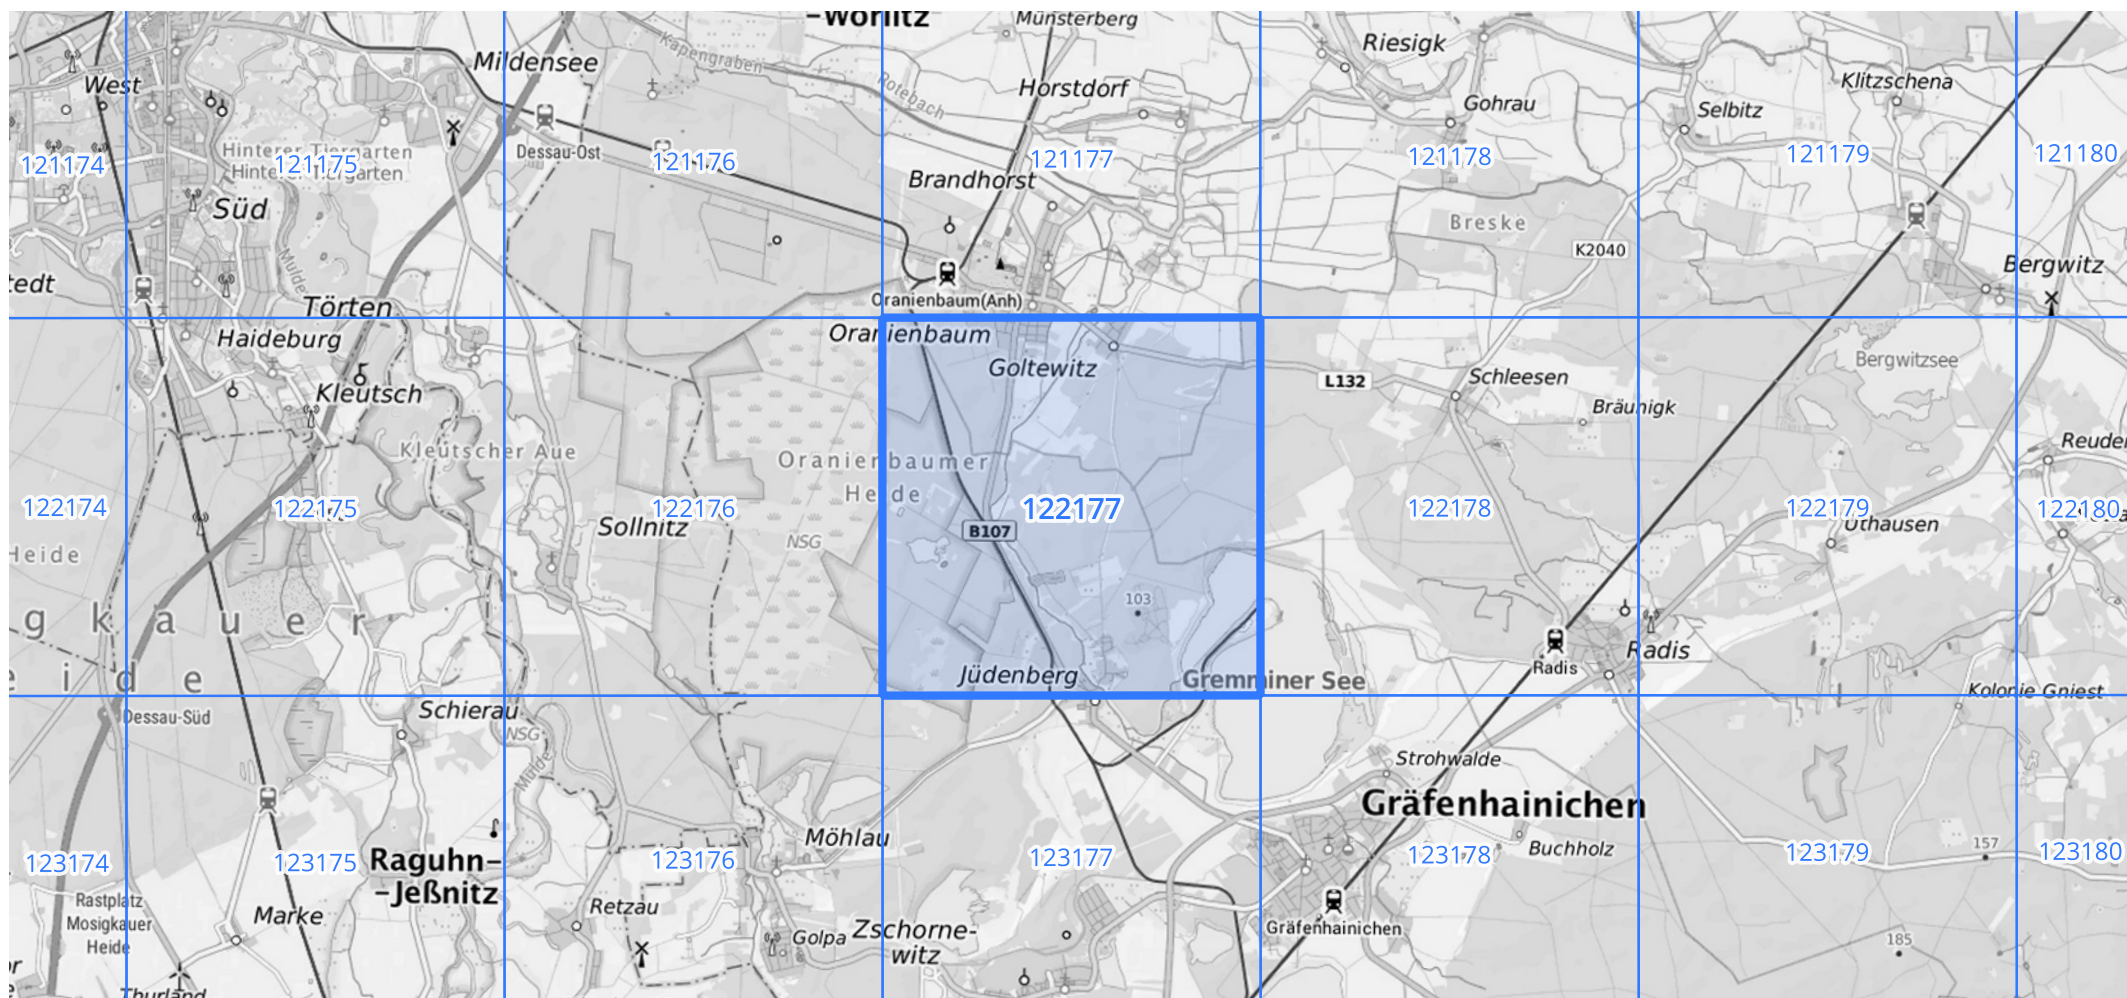 -Wörlitz
Münsterberg
Riesigk
Mildensee
Kapengraben
West
Rotebach
Horstdorf
Gohrau
Selbitz
Klitzschena
Dessau-Ost
Hinterer Tiergarten
Hinterer Tiergarten
121174
121175
121176
121177
121178
121179
121180
Brandhorst
Süd
Breske
K2040
Mulde
tedt
Törten
Oranienbaum(Anh)
Bergwitz
Haideburg
Oranienbaum
Goltewitz
Bergwitzsee
Kleutsch
L132
Schleesen
Bräunigk
Kleutscher Aue
Oranienbaumer
Heide
Reuden
122174
122175
122176
122177
122178
122179
122180
Sollnitz
B107
NSG
Uthausen
Heide
103
g k a u e r
e i d e
Jüdenberg
Gremminer See
Radis
Radis
Kolonie Gniest
Dessau-Süd
Schierau
NSG
Mulde
Strohwalde
Gräfenhainichen
Möhlau
Buchholz
157
123174
123175
123176
123177
123178
123179
123180
Raguhn-
-Jeßnitz
Rastplatz
Mosigkauer
Heide
Marke
Retzau
Golpa
Zschorne-
witz
Gräfenhainichen
185
Thurland